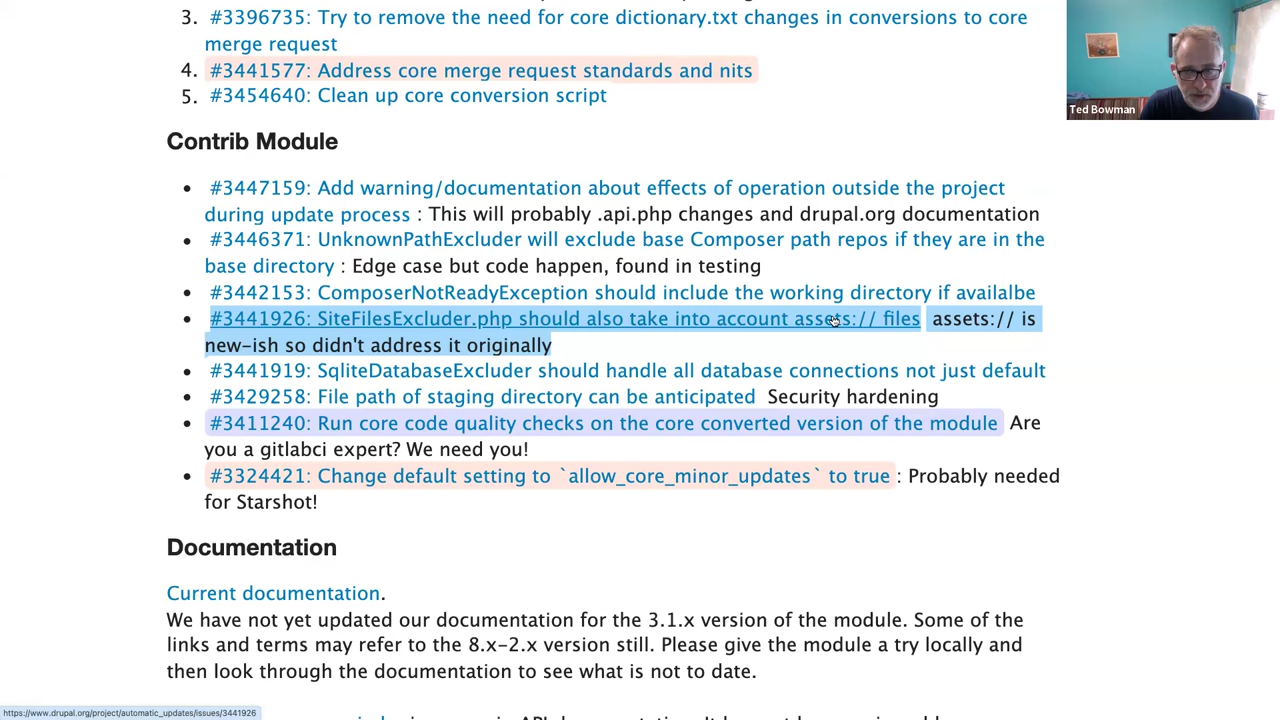 3. #3396735: Try to remove the need for core dictionary.txt changes in conversions to core
merge request
4. #3441577: Address core merge request standards and nits
5. #3454640: Clean up core conversion script
Ted Bowman
Contrib Module
• #3447159: Add warning/documentation about effects of operation outside the project
during update process : This will probably .api.php changes and drupal.org documentation
• #3446371: UnknownPathExcluder will exclude base Composer path repos if they are in the
base directory : Edge case but code happen, found in testing
• #3442153: ComposerNotReadyException should include the working directory if availalbe
• #3441926: SiteFilesExcluder.php should also take into account assets:// files assets:// is
new-ish so didn't address it originally
• #3441919: SqliteDatabaseExcluder should handle all database connections not just default
• #3429258: File path of staging directory can be anticipated Security hardening
• #3411240: Run core code quality checks on the core converted version of the module Are
you a gitlabci expert? We need you!
• #3324421: Change default setting to `allow_core_minor_updates` to true : Probably needed
for Starshot!
Documentation
Current documentation.
We have not yet updated our documentation for the 3.1.x version of the module. Some of the
links and terms may refer to the 8.x-2.x version still. Please give the module a try locally and
then look through the documentation to see what is not to date.
https://www.drupal.org/project/automatic_updates/issues/3441926